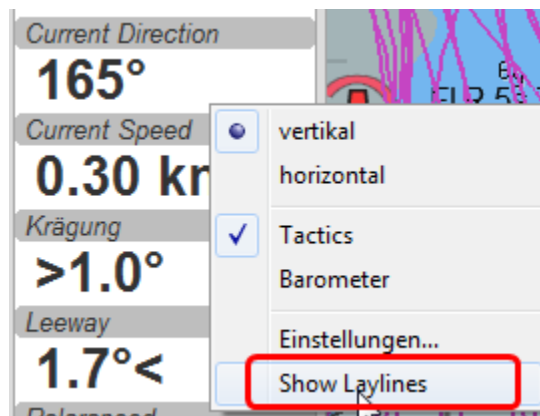 Current Direction
165°
Current Speed
0.30 kn
Krägung
>1.0°
Leeway
1.7°<
Polarspeed
vertikal
horizontal
Tactics
Barometer
Einstellungen...
Show Laylines